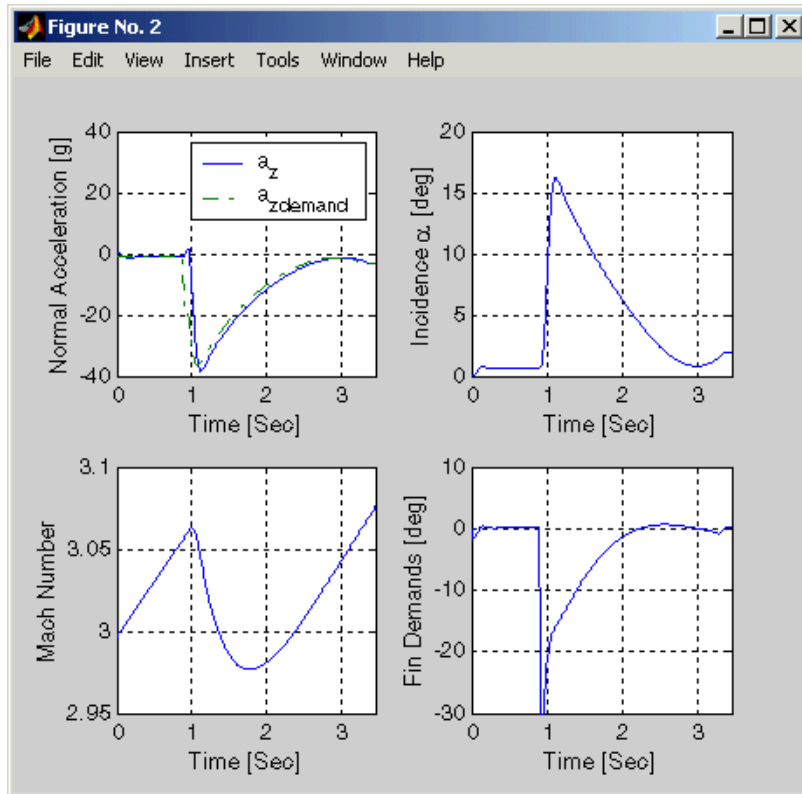 Figure No. 2
File Edit View Insert Tools Window Help
40
20
0
-20
-40
Normal Acceleration [g]
a_z
a_zdemand
0 1 2 3
Time [Sec]
20
15
10
5
0
Incidence α [deg]
0 1 2 3
Time [Sec]
3.1
3.05
3
2.95
Mach Number
0 1 2 3
Time [Sec]
10
0
-10
-20
-30
Fin Demands [deg]
0 1 2 3
Time [Sec]